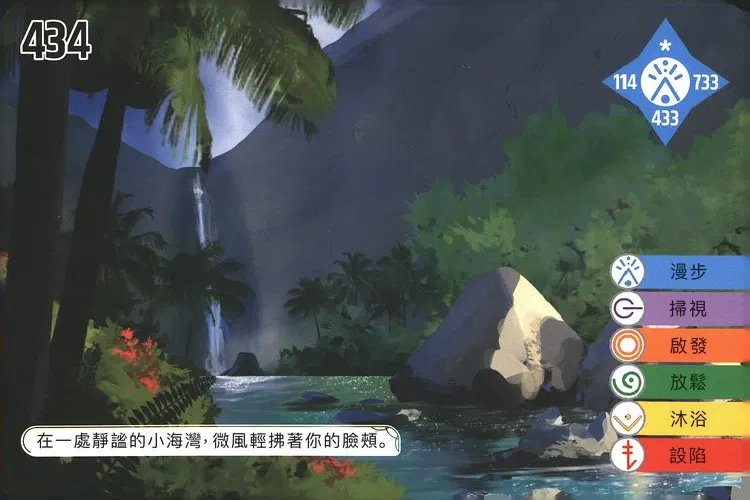 434
*
114 733
433
漫步
掃視
啟發
放鬆
沐浴
設陷
在一處靜謐的小海灣，微風輕拂著你的臉頰。